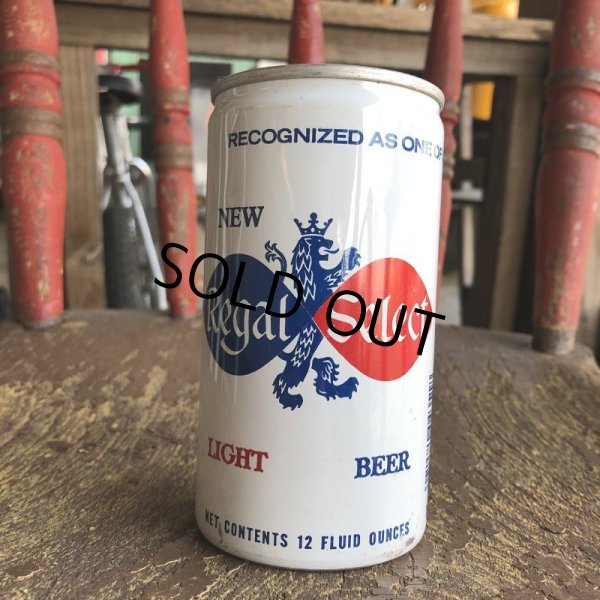 RECOGNIZED AS ONE OF
NEW
Regal Select
SOLD OUT
LIGHT BEER
NET CONTENTS 12 FLUID OUNCES